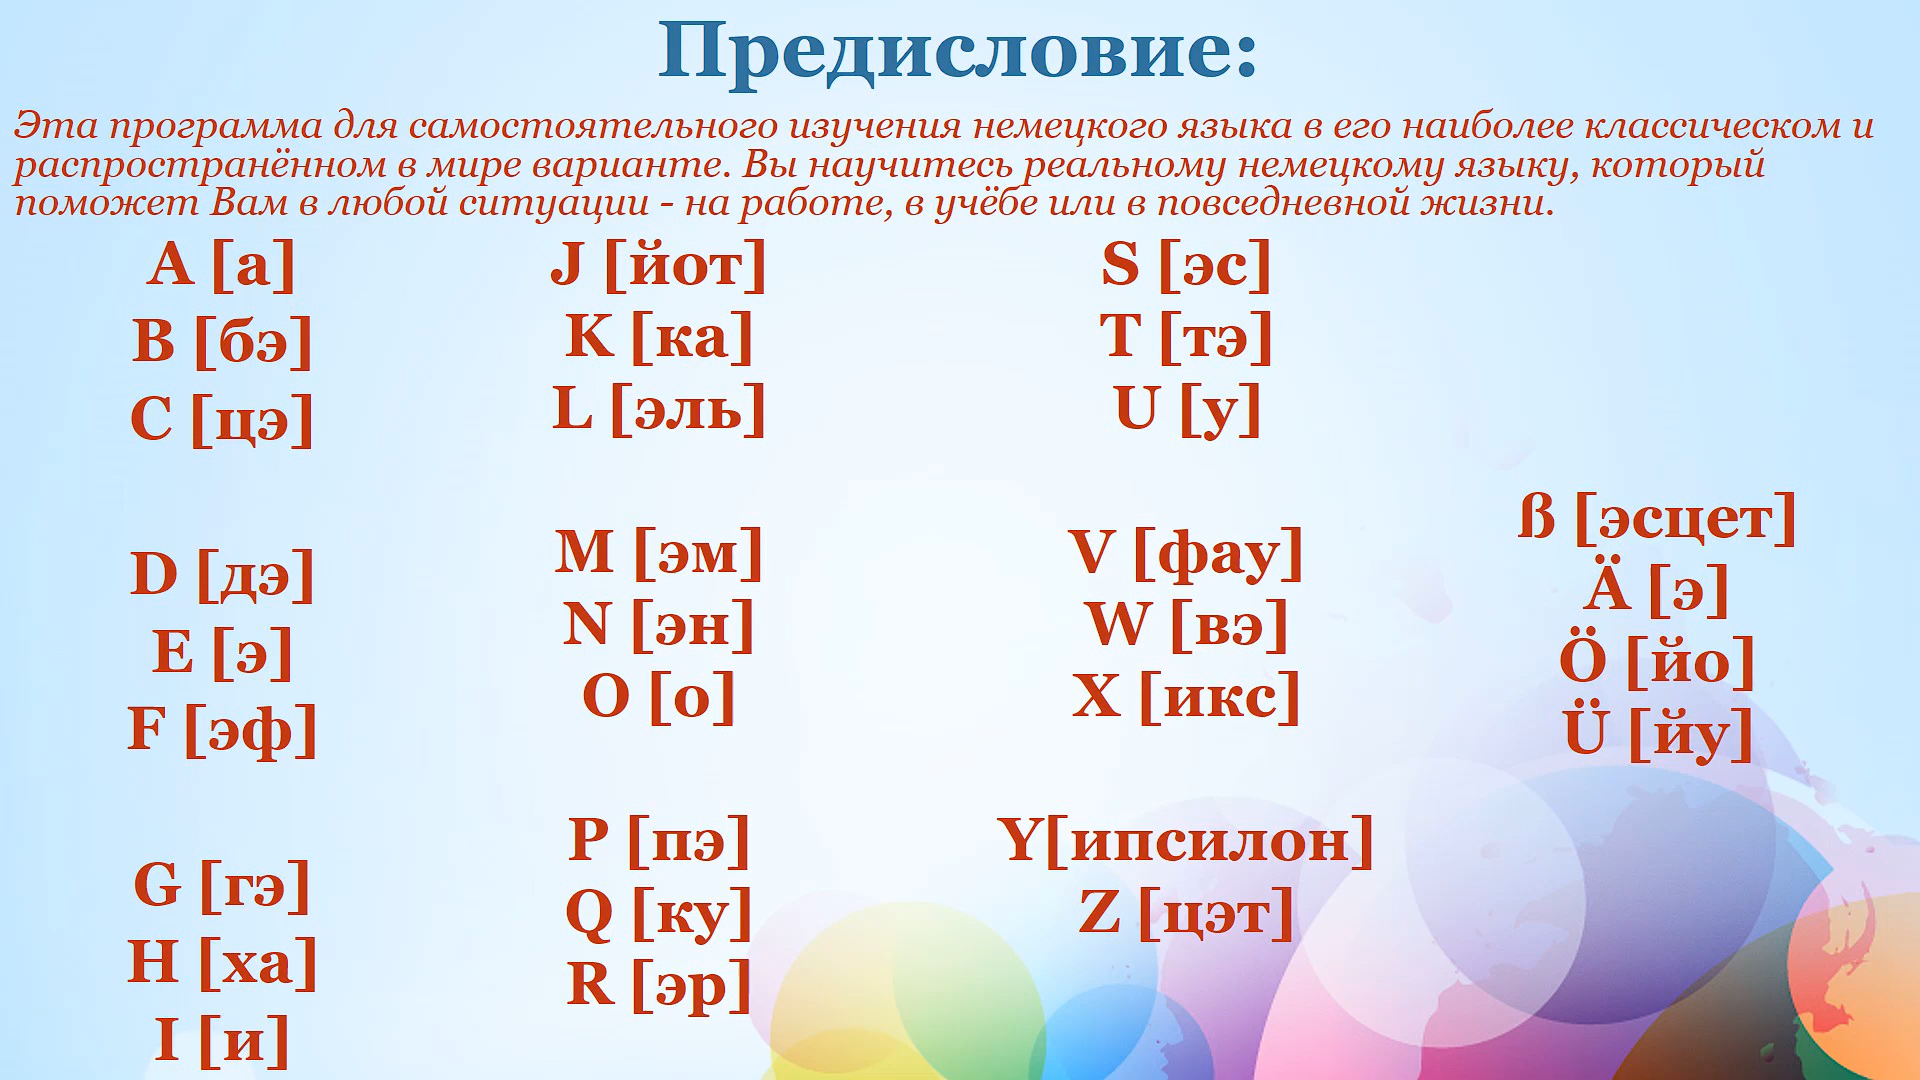 Предисловие:
Эта программа для самостоятельного изучения немецкого языка в его наиболее классическом и
распространённом в мире варианте. Вы научитесь реальному немецкому языку, который
поможет Вам в любой ситуации - на работе, в учёбе или в повседневной жизни.
A [а]
B [бэ]
C [цэ]
D [дэ]
E [э]
F [эф]
G [гэ]
H [ха]
I [и]
J [йот]
K [ка]
L [эль]
M [эм]
N [эн]
O [о]
P [пэ]
Q [ку]
R [эр]
S [эс]
T [тэ]
U [у]
V [фау]
W [вэ]
X [икс]
Y[ипсилон]
Z [цэт]
ß [эсцет]
Ä [э]
Ö [йо]
Ü [йу]